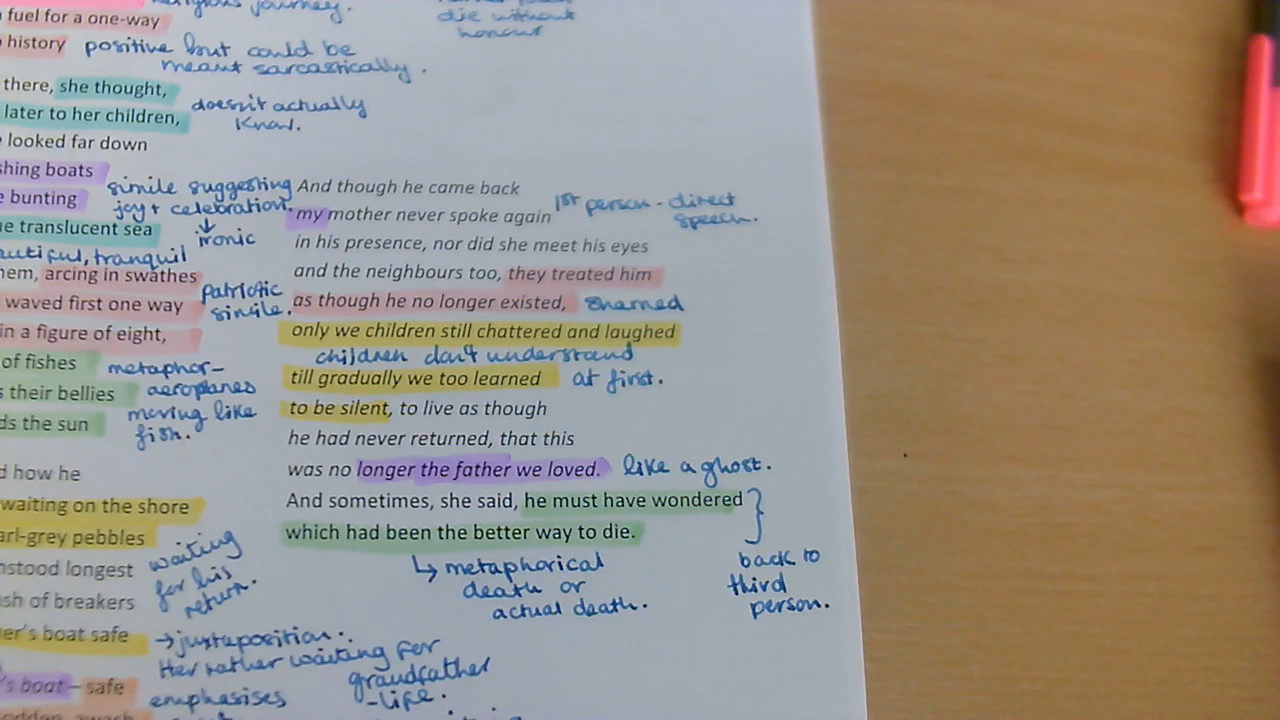 fuel for a one-way
history
positive but could be
meant sarcastically.
die without
honour
there, she thought,
later to her children,
doesn't actually
know.
looked far down
shing boats
bunting
simile suggesting
joy + celebration.
↓
ironic
ue translucent sea
autiful, tranquil
hem, arcing in swathes
waved first one way
in a figure of eight,
patriotic
simile.
of fishes
their bellies
ds the sun
metaphor-
aeroplanes
moving like
fish.
d how he
waiting on the shore
arl-grey pebbles
nstood longest
sh of breakers
waiting
for his
return.
er's boat safe
→juxtaposition..
Her father waiting for
grandfather
-life.
's boat – safe
emphasises
And though he came back
my mother never spoke again
1st person - direct
speech.
in his presence, nor did she meet his eyes
and the neighbours too, they treated him
as though he no longer existed,
shamed
only we children still chattered and laughed
children don't understand
till gradually we too learned
at first.
to be silent, to live as though
he had never returned, that this
was no longer the father we loved.
like a ghost.
And sometimes, she said, he must have wondered
which had been the better way to die.
↳ metaphorical
death or
actual death.
back to
third
person.